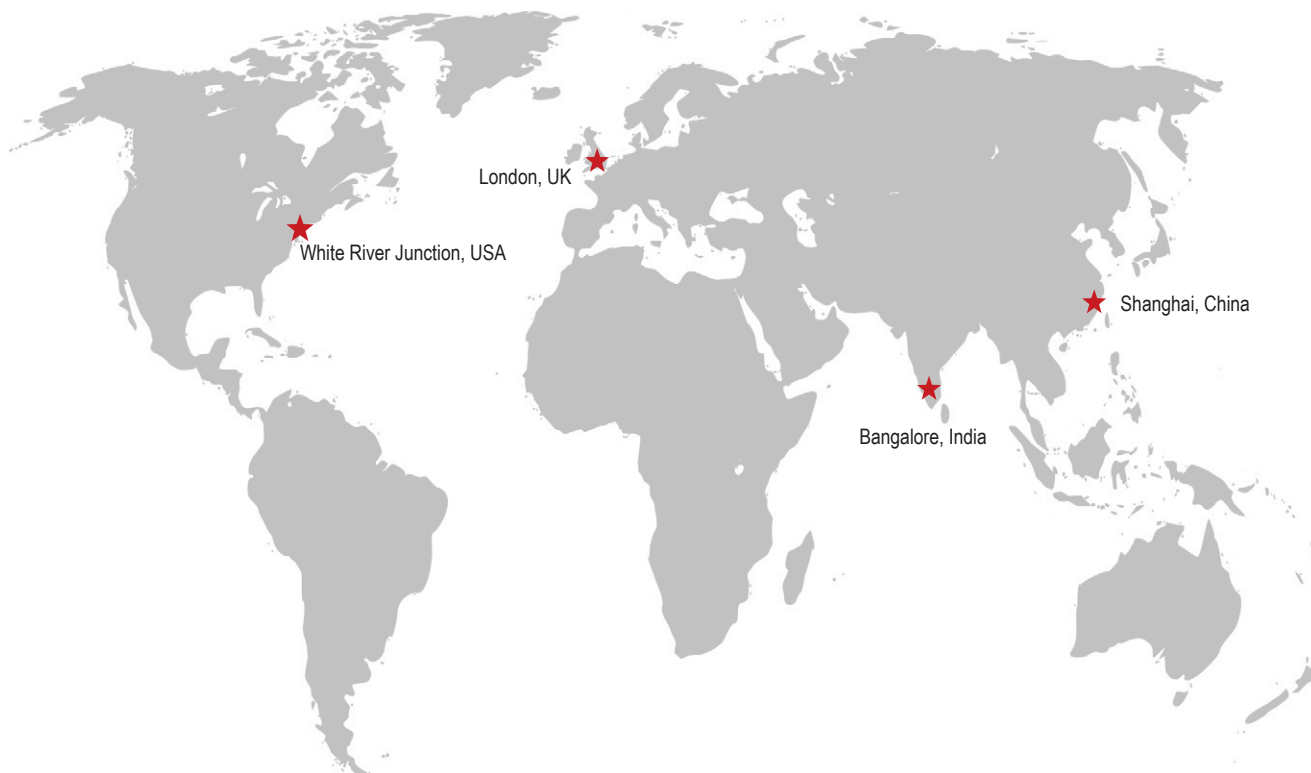 London, UK
White River Junction, USA
Shanghai, China
Bangalore, India